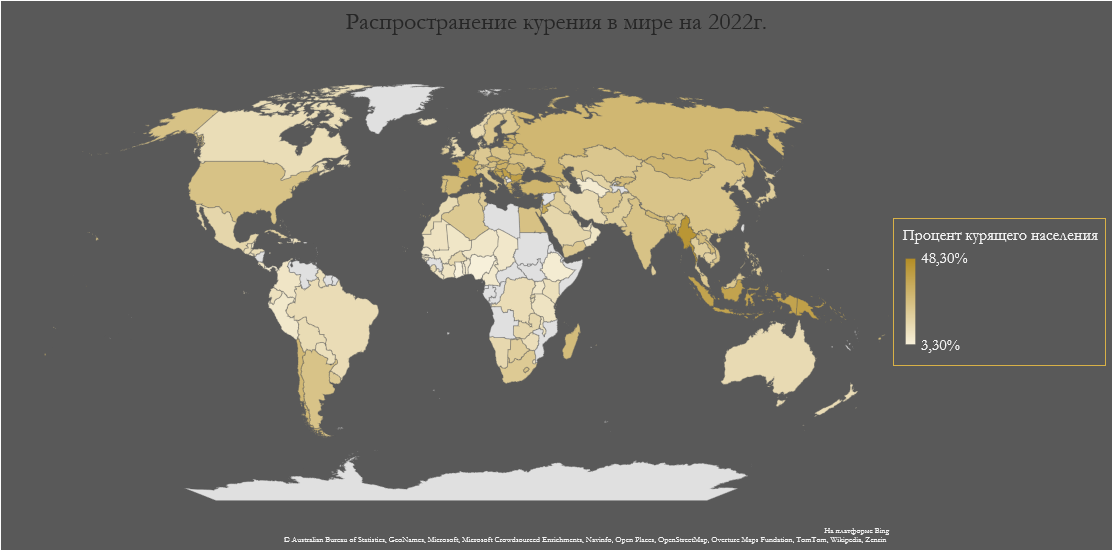 Распространение курения в мире на 2022г.
Процент курящего населения
48,30%
3,30%
На платформе Bing
© Australian Bureau of Statistics, GeoNames, Microsoft, Microsoft Crowdsourced Enrichments, Navinfo, Open Places, OpenStreetMap, Overture Maps Fundation, TomTom, Wikipedia, Zenrin